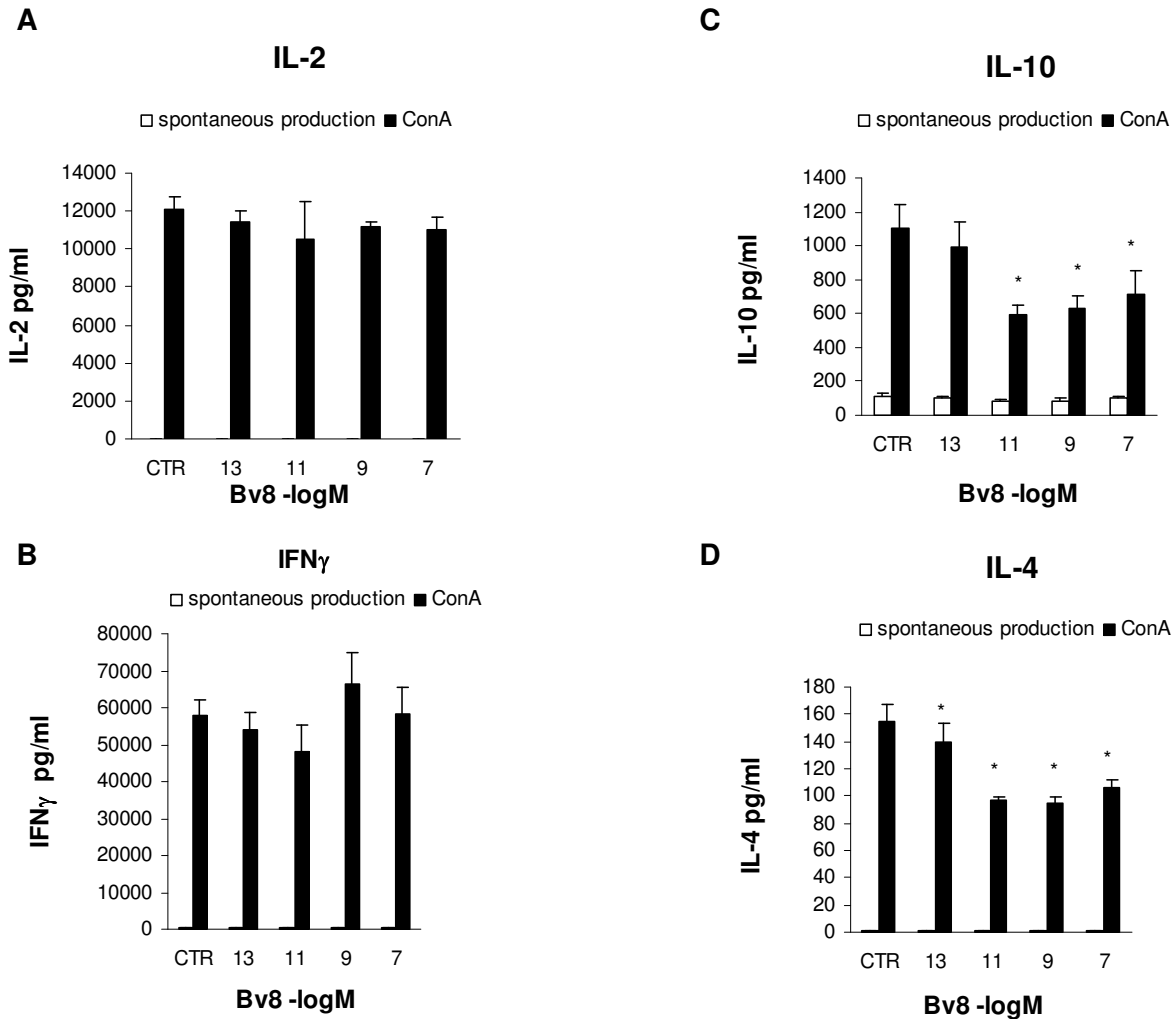 A
IL-2
spontaneous production ConA
14000
12000
10000
8000
6000
4000
2000
0
IL-2 pg/ml
CTR 13 11 9 7
Bv8 -logM
B
IFNγ
spontaneous production ConA
80000
70000
60000
50000
40000
30000
20000
10000
0
IFNγ pg/ml
CTR 13 11 9 7
Bv8 -logM
C
IL-10
spontaneous production ConA
1400
1200
1000
800
600
400
200
0
IL-10 pg/ml
* * *
CTR 13 11 9 7
Bv8 -logM
D
IL-4
spontaneous production ConA
180
160
140
120
100
80
60
40
20
0
IL-4 pg/ml
* * * *
CTR 13 11 9 7
Bv8 -logM